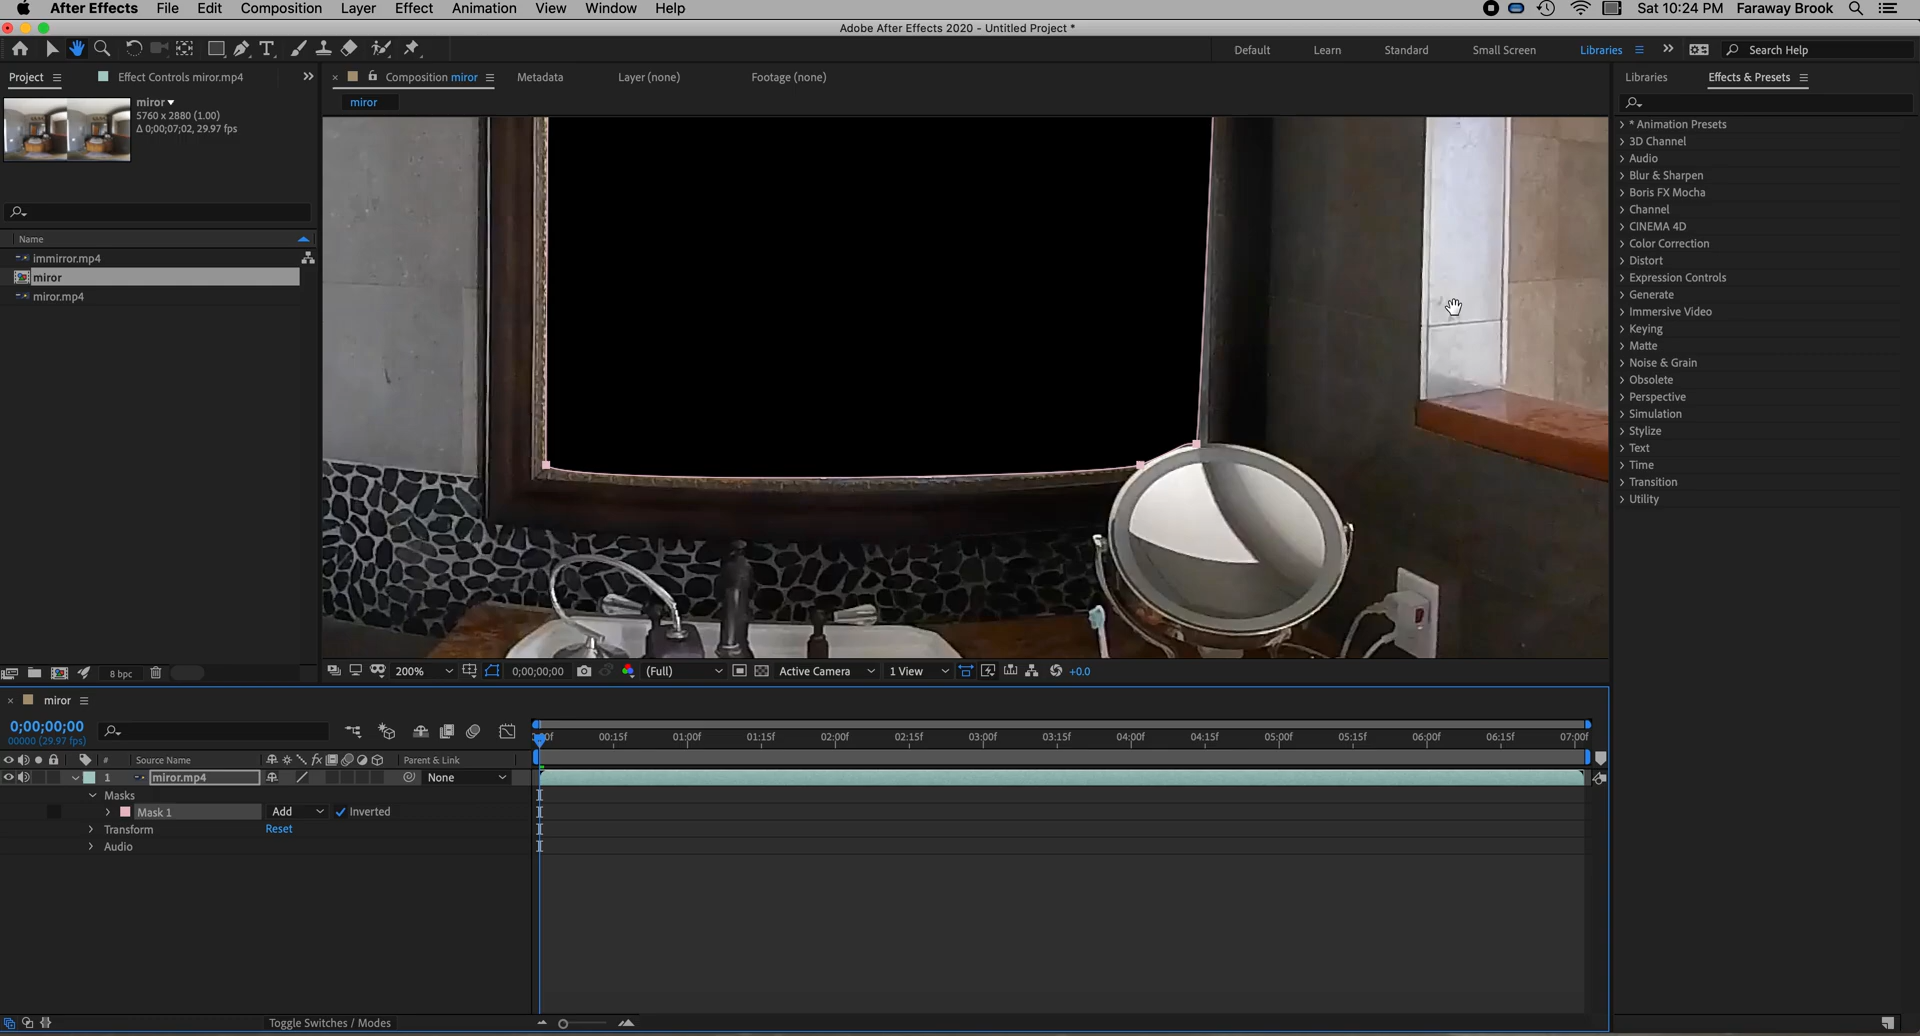 After Effects File Edit Composition Layer Effect Animation View Window Help Sat 10:24 PM Faraway Brook
Adobe After Effects 2020 - Untitled Project *
Default Learn Standard Small Screen Libraries Search Help
Project Effect Controls miror.mp4
Composition miror Metadata Layer (none) Footage (none)
Libraries Effects & Presets
miror
5760 x 2880 (1.00)
Δ 0;00;07;02, 29.97 fps
miror
Name
immirror.mp4
miror
miror.mp4
8 bpc
* Animation Presets
3D Channel
Audio
Blur & Sharpen
Boris FX Mocha
Channel
CINEMA 4D
Color Correction
Distort
Expression Controls
Generate
Immersive Video
Keying
Matte
Noise & Grain
Obsolete
Perspective
Simulation
Stylize
Text
Time
Transition
Utility
200% 0;00;00;00 (Full) Active Camera 1 View +0.0
miror
0;00;00;00
00000 (29.97 fps)
:00f 00:15f 01:00f 01:15f 02:00f 02:15f 03:00f 03:15f 04:00f 04:15f 05:00f 05:15f 06:00f 06:15f 07:00f
# Source Name fx Parent & Link
1 miror.mp4 None
Masks
Mask 1 Add Inverted
Transform Reset
Audio
Toggle Switches / Modes